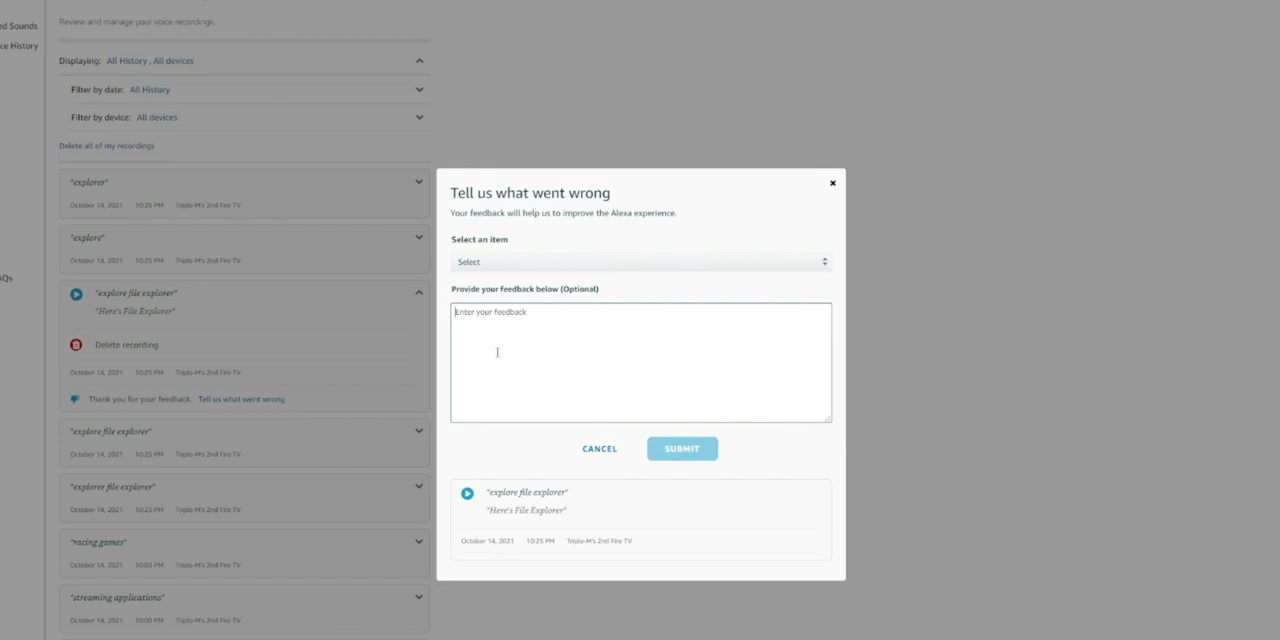 ed Sounds
ce History
AQs
Review and manage your voice recordings.
Displaying: All History , All devices
Filter by date: All History
Filter by device: All devices
Delete all of my recordings
"explorer"
October 14, 2021 10:25 PM Triple-M's 2nd Fire TV
"explore"
October 14, 2021 10:25 PM Triple-M's 2nd Fire TV
"explore file explorer"
"Here's File Explorer"
Delete recording
October 14, 2021 10:25 PM Triple-M's 2nd Fire TV
Thank you for your feedback. Tell us what went wrong
"explore file explorer"
October 14, 2021 10:25 PM Triple-M's 2nd Fire TV
"explorer file explorer"
October 14, 2021 10:23 PM Triple-M's 2nd Fire TV
"racing games"
October 14, 2021 10:03 PM Triple-M's 2nd Fire TV
"streaming applications"
October 14, 2021 10:00 PM Triple-M's 2nd Fire TV
Tell us what went wrong
Your feedback will help us to improve the Alexa experience.
Select an item
Select
Provide your feedback below (Optional)
Enter your feedback
CANCEL SUBMIT
"explore file explorer"
"Here's File Explorer"
October 14, 2021 10:25 PM Triple-M's 2nd Fire TV